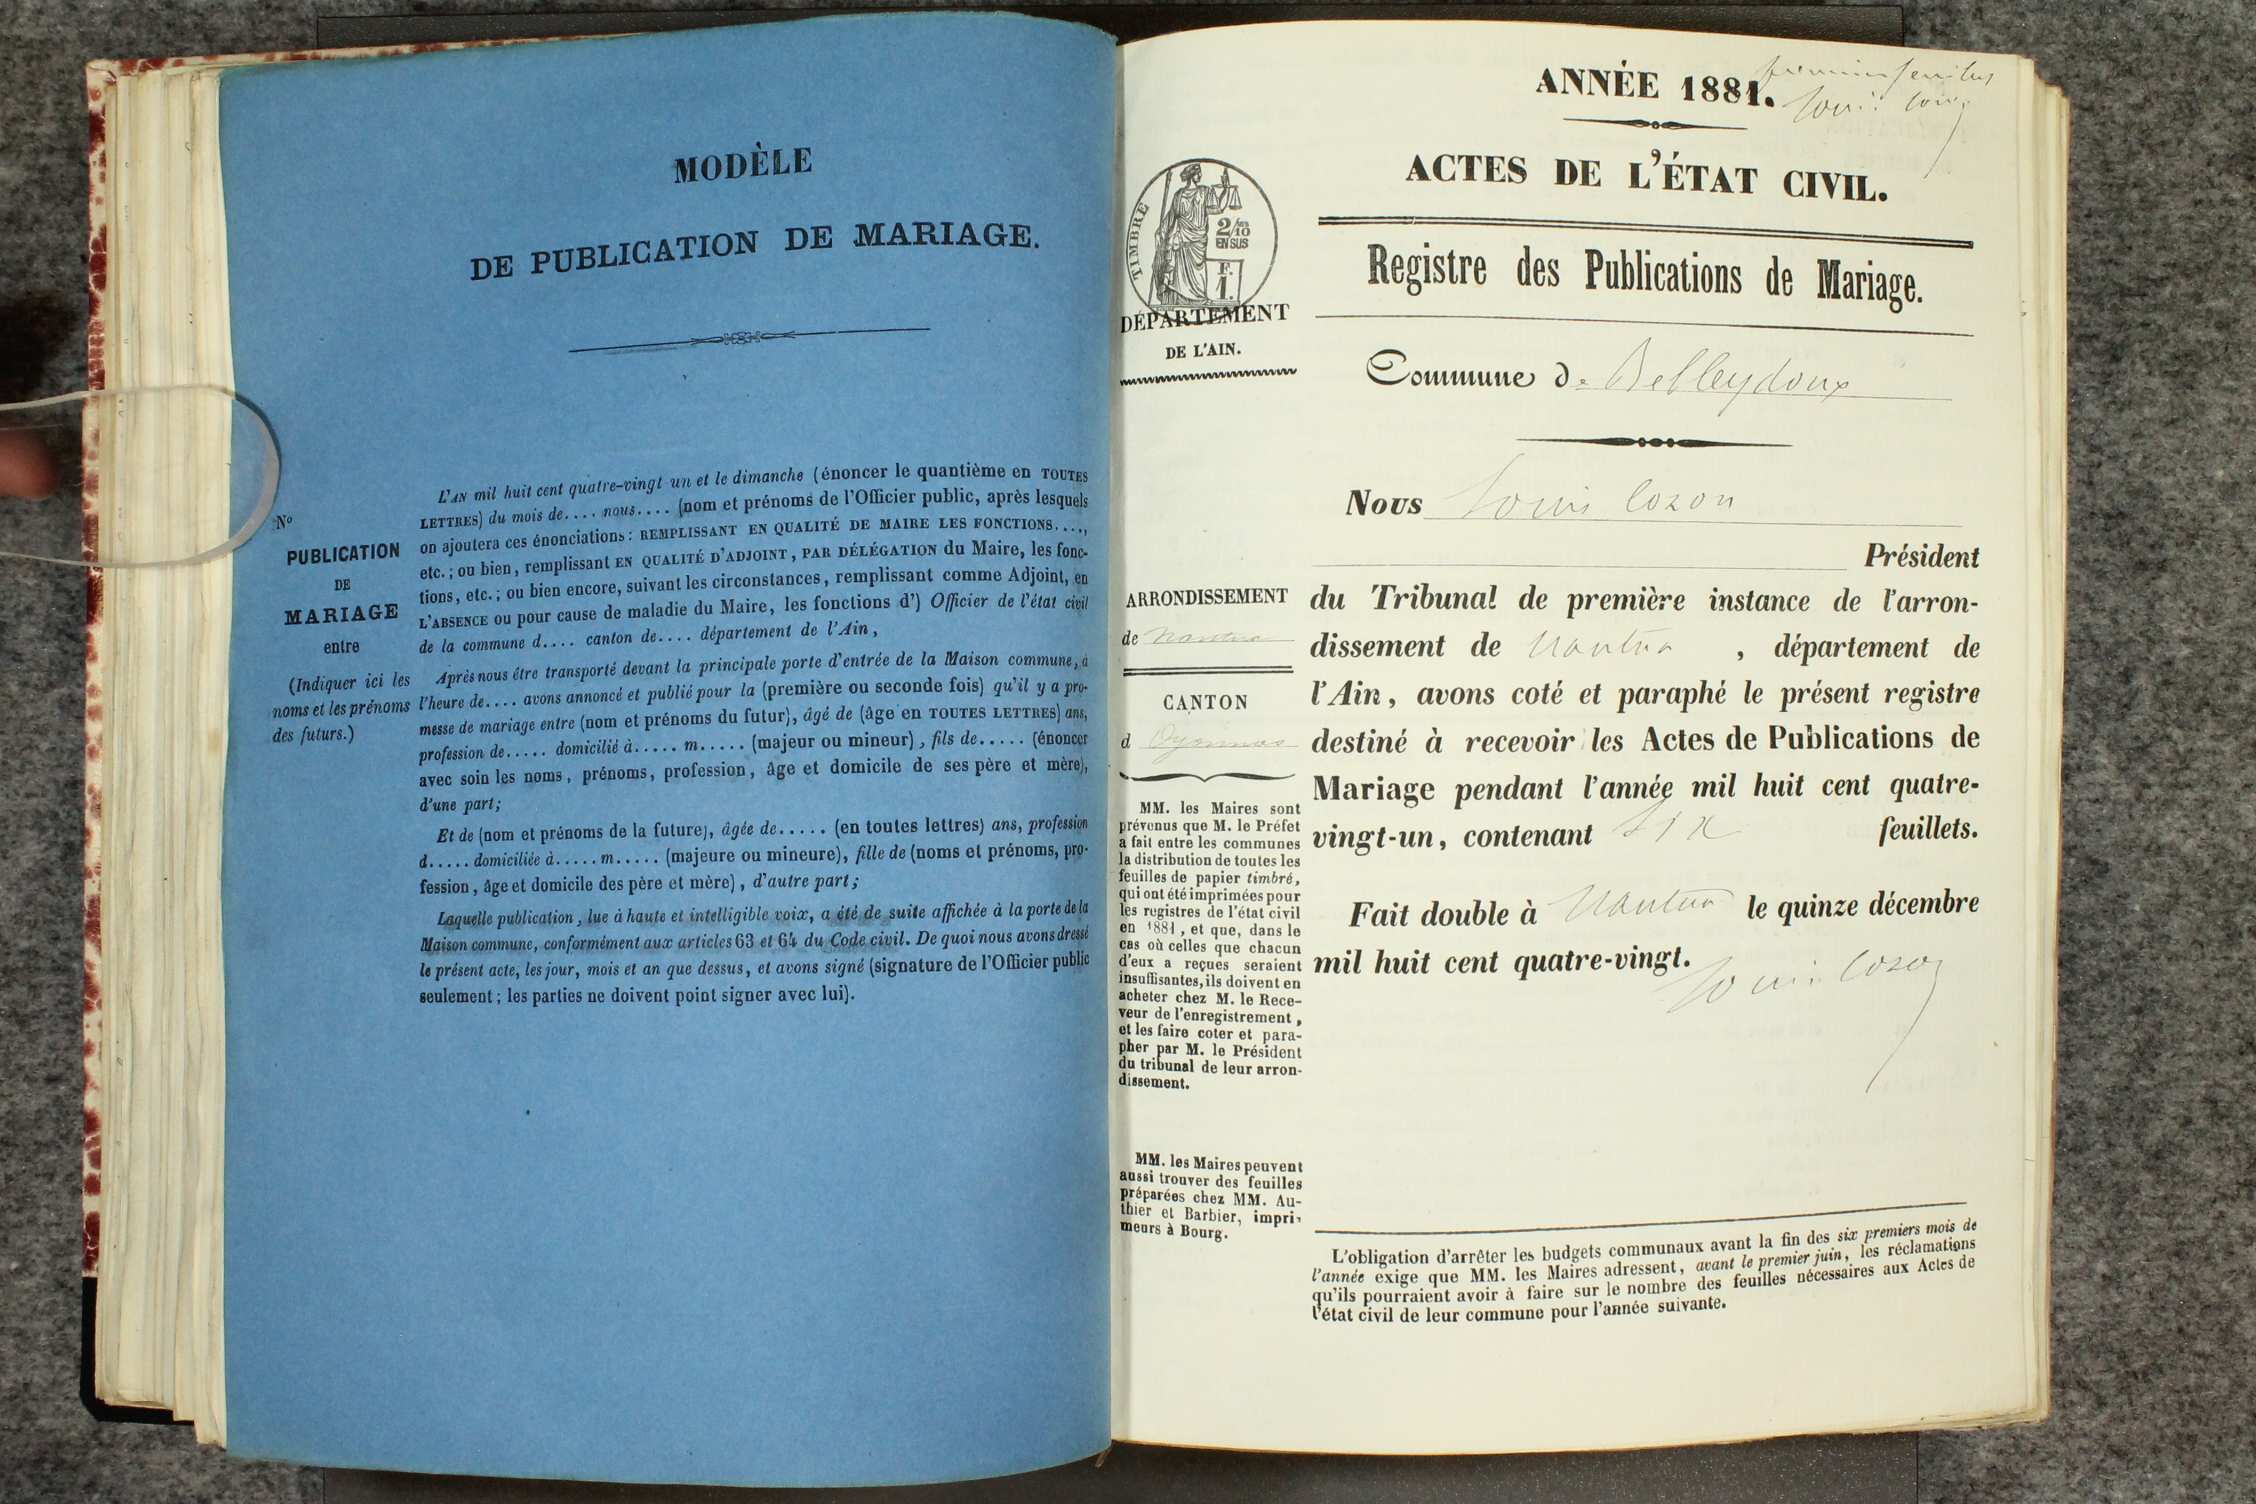 MODÈLE
DE PUBLICATION DE MARIAGE.
No
PUBLICATION
DE
MARIAGE
entre
(Indiquer ici les
noms et les prénoms
des futurs.)
L'AN mil huit cent quatre-vingt-un et le dimanche (énoncer le quantième en TOUTES
LETTRES) du mois de.... nous.... (nom et prénoms de l'Officier public, après lesquels
on ajoutera ces énonciations: REMPLISSANT EN QUALITÉ DE MAIRE LES FONCTIONS....,
etc.; ou bien, remplissant EN QUALITÉ D'ADJOINT, PAR DÉLÉGATION du Maire, les fonc-
tions, etc.; ou bien encore, suivant les circonstances, remplissant comme Adjoint, en
L'ABSENCE ou pour cause de maladie du Maire, les fonctions d') Officier de l'état civil
de la commune d.... canton de.... département de l'Ain,
Après nous être transporté devant la principale porte d'entrée de la Maison commune, à
l'heure de.... avons annoncé et publié pour la (première ou seconde fois) qu'il y a pro-
messe de mariage entre (nom et prénoms du futur), âgé de (âge en TOUTES LETTRES) ans,
profession de..... domicilié à..... m..... (majeur ou mineur), fils de..... (énoncer
avec soin les noms, prénoms, profession, âge et domicile de ses père et mère),
d'une part;
Et de (nom et prénoms de la future), âgée de..... (en toutes lettres) ans, profession
d..... domiciliée à..... m..... (majeure ou mineure), fille de (noms et prénoms, pro-
fession, âge et domicile des père et mère), d'autre part;
Laquelle publication, lue à haute et intelligible voix, a été de suite affichée à la porte de la
Maison commune, conformément aux articles 63 et 64 du Code civil. De quoi nous avons dressé
le présent acte, les jour, mois et an que dessus, et avons signé (signature de l'Officier public
seulement; les parties ne doivent point signer avec lui).
ANNÉE 1881.
ACTES DE L'ÉTAT CIVIL.
TIMBRE
2/10
EN SUS
F.
1.
DÉPARTEMENT
DE L'AIN.
Registre des Publications de Mariage.
Commune de Belleydoux
Nous Louis Cozon
Président
du Tribunal de première instance de l'arron-
dissement de Nantua, département de
l'Ain, avons coté et paraphé le présent registre
destiné à recevoir les Actes de Publications de
Mariage pendant l'année mil huit cent quatre-
vingt-un, contenant six feuillets.
Fait double à Nantua le quinze décembre
mil huit cent quatre-vingt.
Louis Cozon
ARRONDISSEMENT
de Nantua
CANTON
d Oyonnax
MM. les Maires sont
prévenus que M. le Préfet
a fait entre les communes
la distribution de toutes les
feuilles de papier timbré,
qui ont été imprimées pour
les registres de l'état civil
en 1881, et que, dans le
cas où celles que chacun
d'eux a reçues seraient
insuffisantes, ils doivent en
acheter chez M. le Rece-
veur de l'enregistrement,
et les faire coter et para-
pher par M. le Président
du tribunal de leur arron-
dissement.
MM. les Maires peuvent
aussi trouver des feuilles
préparées chez MM. Au-
thier et Barbier, impri-
meurs à Bourg.
L'obligation d'arrêter les budgets communaux avant la fin des six premiers mois de
l'année exige que MM. les Maires adressent, avant le premier juin, les réclamations
qu'ils pourraient avoir à faire sur le nombre des feuilles nécessaires aux Actes de
l'état civil de leur commune pour l'année suivante.